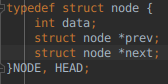 typedef struct node {
int data;
struct node *prev;
struct node *next;
}NODE, HEAD;